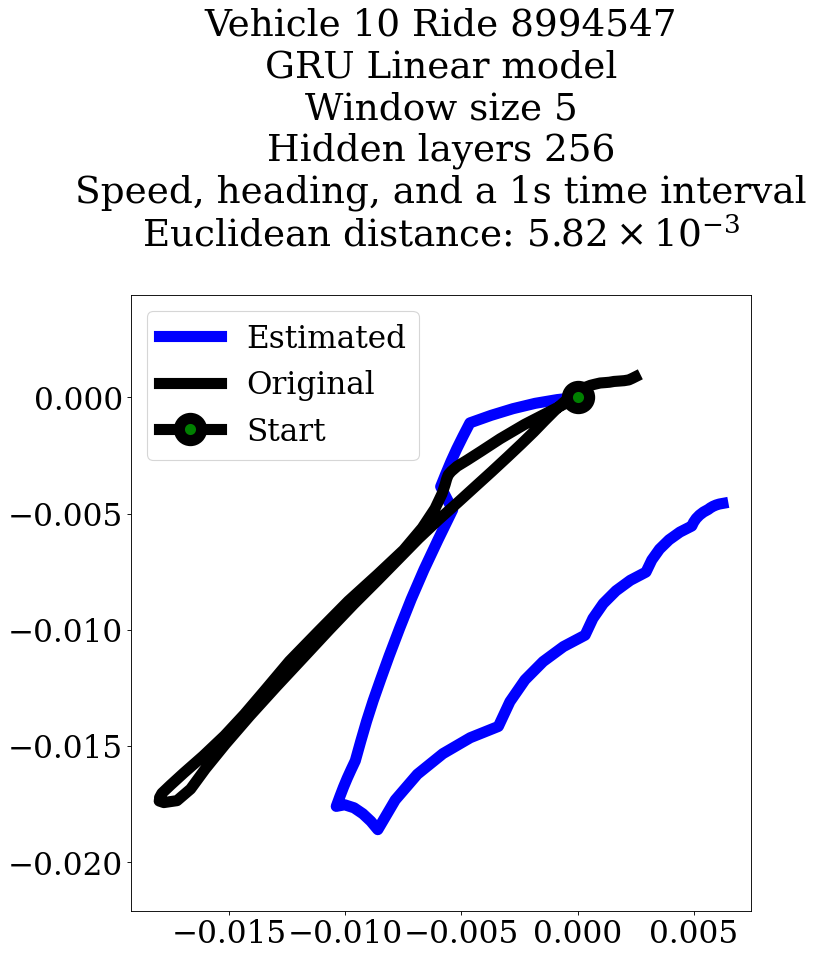 Vehicle 10 Ride 8994547
GRU Linear model
Window size 5
Hidden layers 256
Speed, heading, and a 1s time interval
Euclidean distance: 5.82 × 10⁻³
Estimated
Original
Start
0.000
−0.005
−0.010
−0.015
−0.020
−0.015 −0.010 −0.005 0.000 0.005